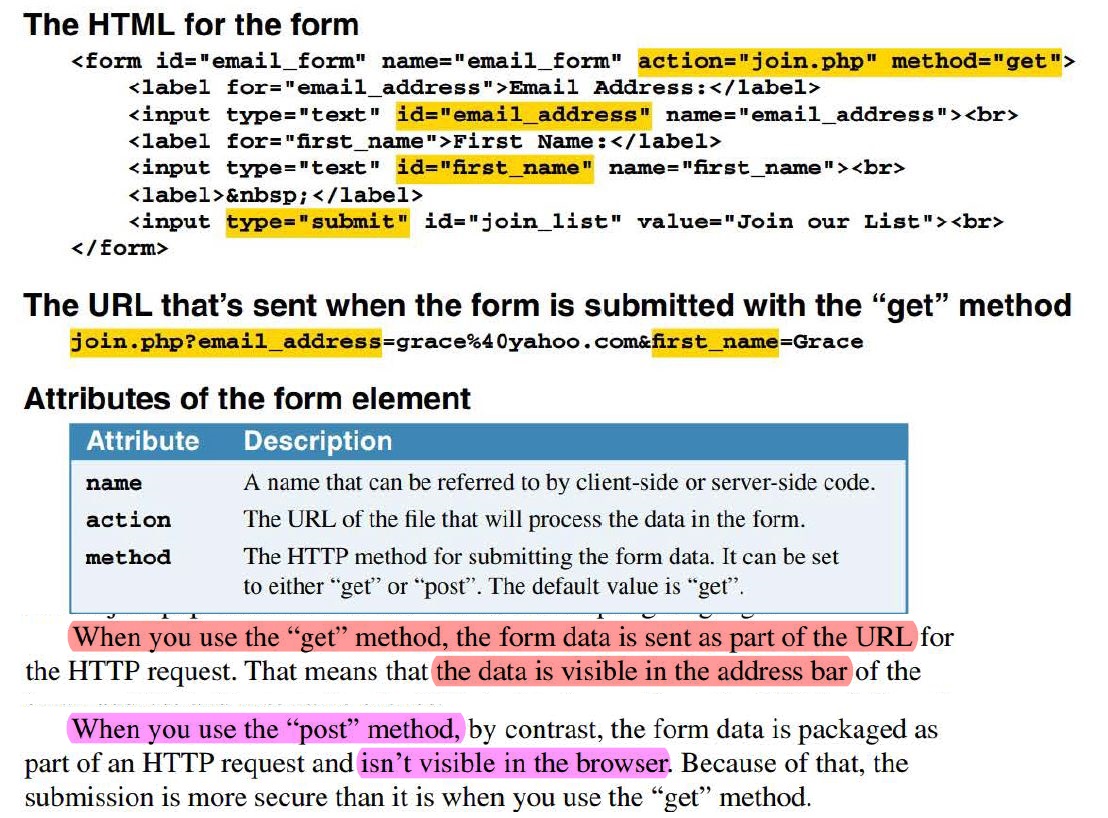 The HTML for the form
<form id="email_form" name="email_form" action="join.php" method="get">
<label for="email_address">Email Address:</label>
<input type="text" id="email_address" name="email_address"><br>
<label for="first_name">First Name:</label>
<input type="text" id="first_name" name="first_name"><br>
<label>&nbsp;</label>
<input type="submit" id="join_list" value="Join our List"><br>
</form>
The URL that's sent when the form is submitted with the “get” method
join.php?email_address=grace%40yahoo.com&first_name=Grace
Attributes of the form element
Attribute Description
name A name that can be referred to by client-side or server-side code.
action The URL of the file that will process the data in the form.
method The HTTP method for submitting the form data. It can be set
to either “get” or “post”. The default value is “get”.
When you use the “get” method, the form data is sent as part of the URL for
the HTTP request. That means that the data is visible in the address bar of the
When you use the “post” method, by contrast, the form data is packaged as
part of an HTTP request and isn't visible in the browser. Because of that, the
submission is more secure than it is when you use the “get” method.